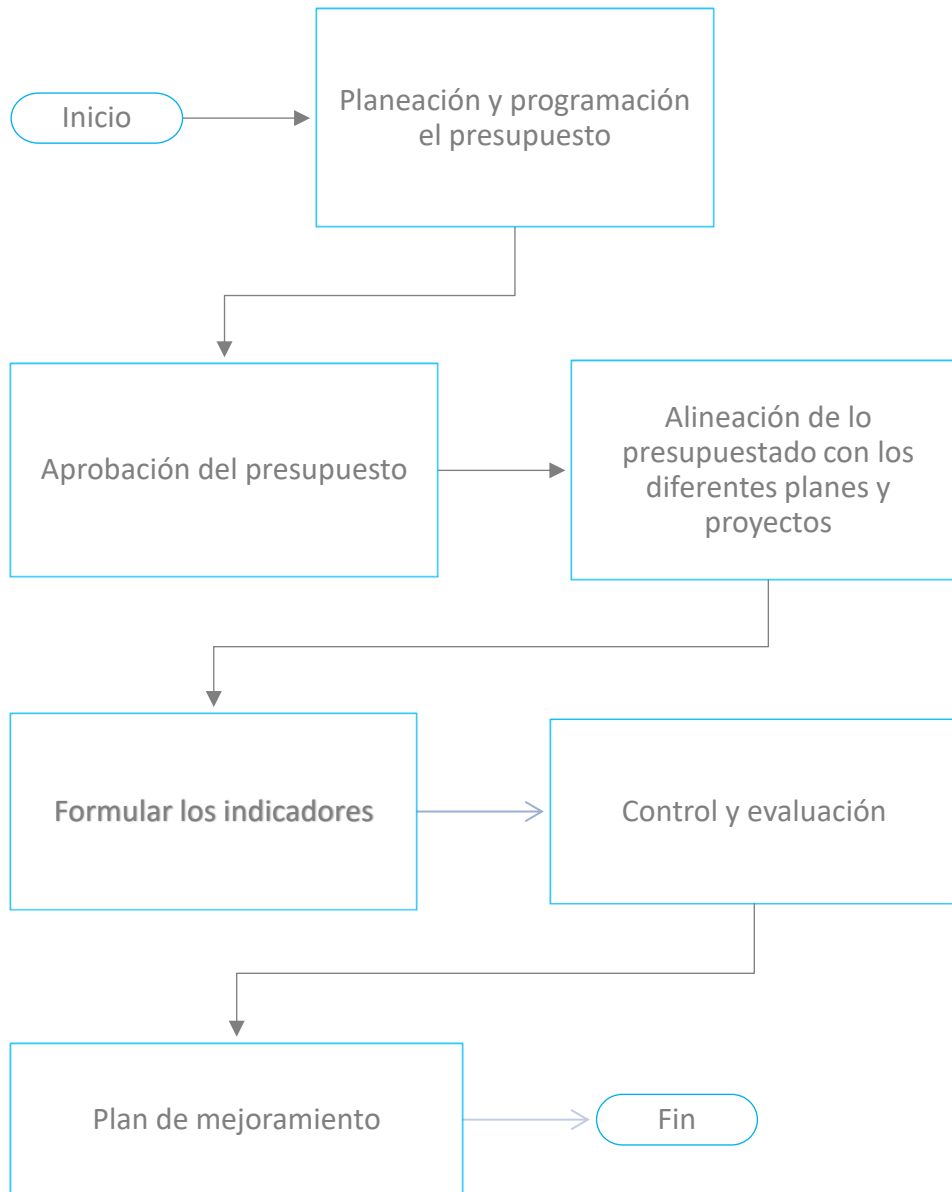 Inicio
Planeación y programación
el presupuesto
Aprobación del presupuesto
Alineación de lo
presupuestado con los
diferentes planes y
proyectos
Formular los indicadores
Control y evaluación
Plan de mejoramiento
Fin